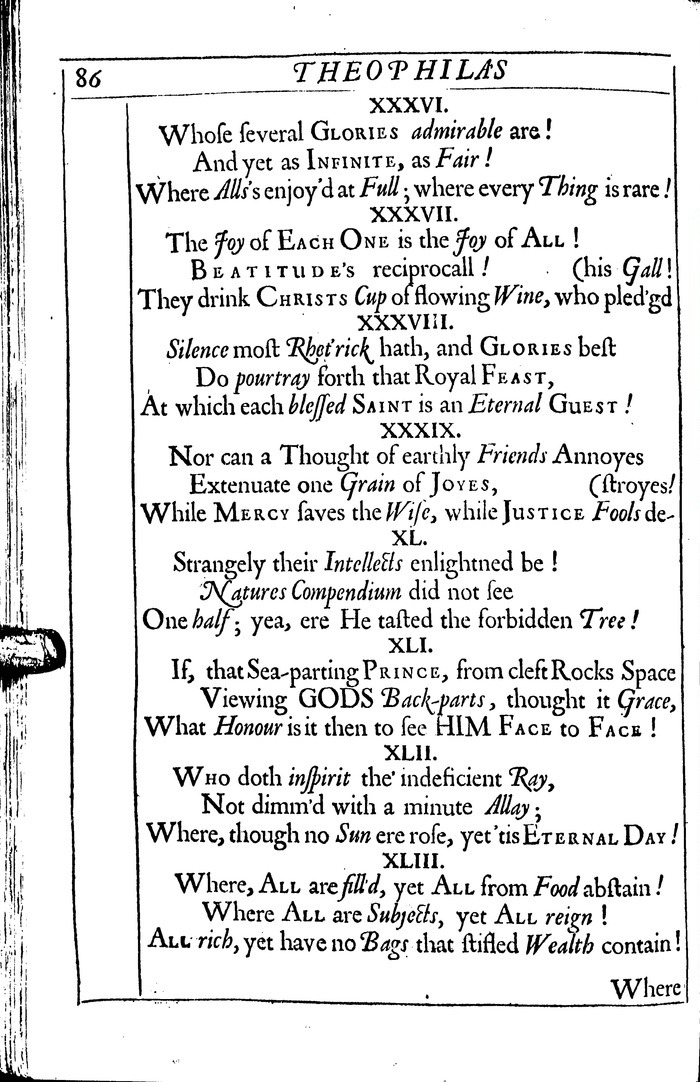 86
THEOPHILAS
XXXVI.
Whoſe ſeveral GLORIES admirable are!
And yet as INFINITE, as Fair!
Where Alls's enjoy'd at Full; where every Thing is rare!
XXXVII.
The Joy of EACH ONE is the Joy of ALL!
BEATITUDE's reciprocall! (his Gall!
They drink CHRISTS Cup of flowing Wine, who pled'gd
XXXVIII.
Silence moſt Rhet'rick hath, and GLORIES beſt
Do pourtray forth that Royal FEAST,
At which each bleſſed SAINT is an Eternal GUEST!
XXXIX.
Nor can a Thought of earthly Friends Annoyes
Extenuate one Grain of JOYES, (ſtroyes!
While MERCY ſaves the Wiſe, while JUSTICE Fools de-
XL.
Strangely their Intellects enlightned be!
Natures Compendium did not ſee
One half; yea, ere He taſted the forbidden Tree!
XLI.
If, that Sea-parting PRINCE, from cleft Rocks Space
Viewing GODS Back-parts, thought it Grace,
What Honour is it then to ſee HIM FACE to FACE!
XLII.
WHO doth inſpirit the' indeficient Ray,
Not dimm'd with a minute Allay;
Where, though no Sun ere roſe, yet 'tis ETERNAL DAY!
XLIII.
Where, ALL are fill'd, yet ALL from Food abſtain!
Where ALL are Subjects, yet ALL reign!
ALL rich, yet have no Bags that ſtifled Wealth contain!
Where